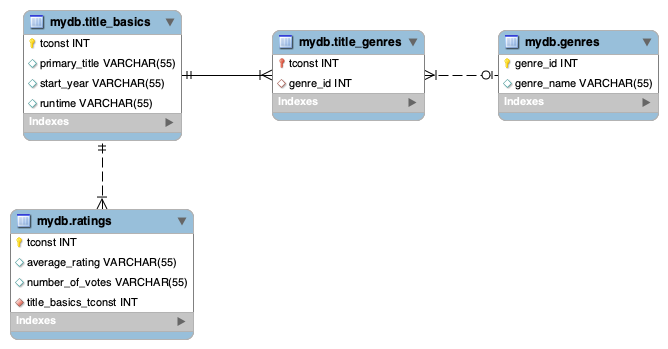 mydb.title_basics
tconst INT
primary_title VARCHAR(55)
start_year VARCHAR(55)
runtime VARCHAR(55)
Indexes
mydb.title_genres
tconst INT
genre_id INT
Indexes
mydb.genres
genre_id INT
genre_name VARCHAR(55)
Indexes
mydb.ratings
tconst INT
average_rating VARCHAR(55)
number_of_votes VARCHAR(55)
title_basics_tconst INT
Indexes